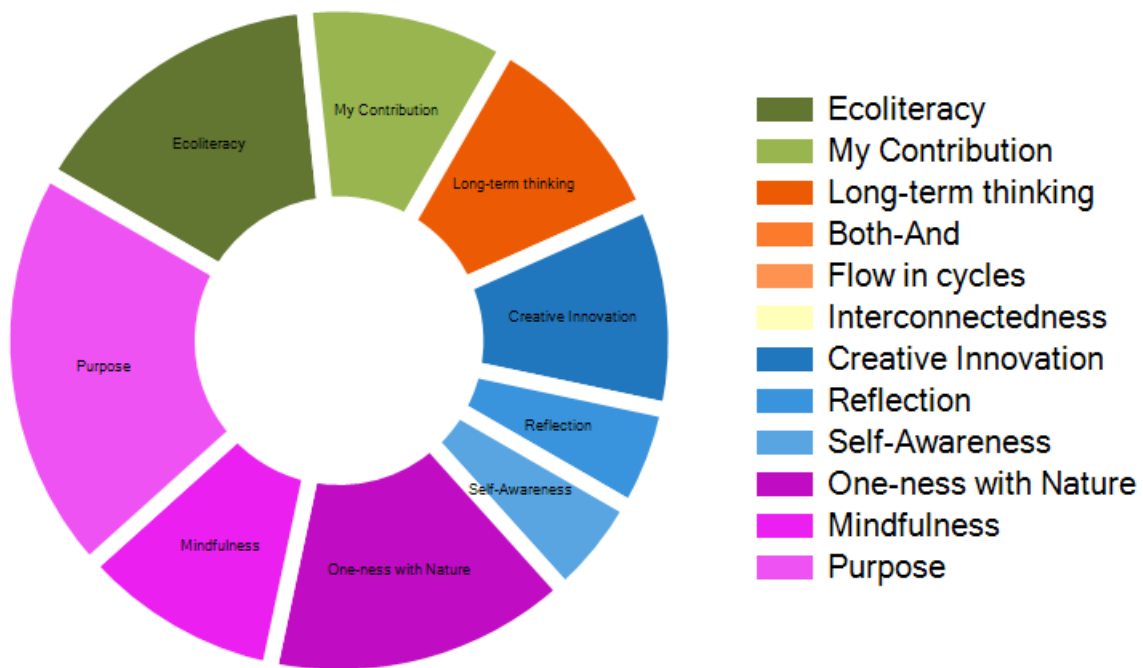 My Contribution
Ecoliteracy
Long-term thinking
Creative Innovation
Purpose
Reflection
Self-Awareness
Mindfulness
One-ness with Nature
Ecoliteracy
My Contribution
Long-term thinking
Both-And
Flow in cycles
Interconnectedness
Creative Innovation
Reflection
Self-Awareness
One-ness with Nature
Mindfulness
Purpose